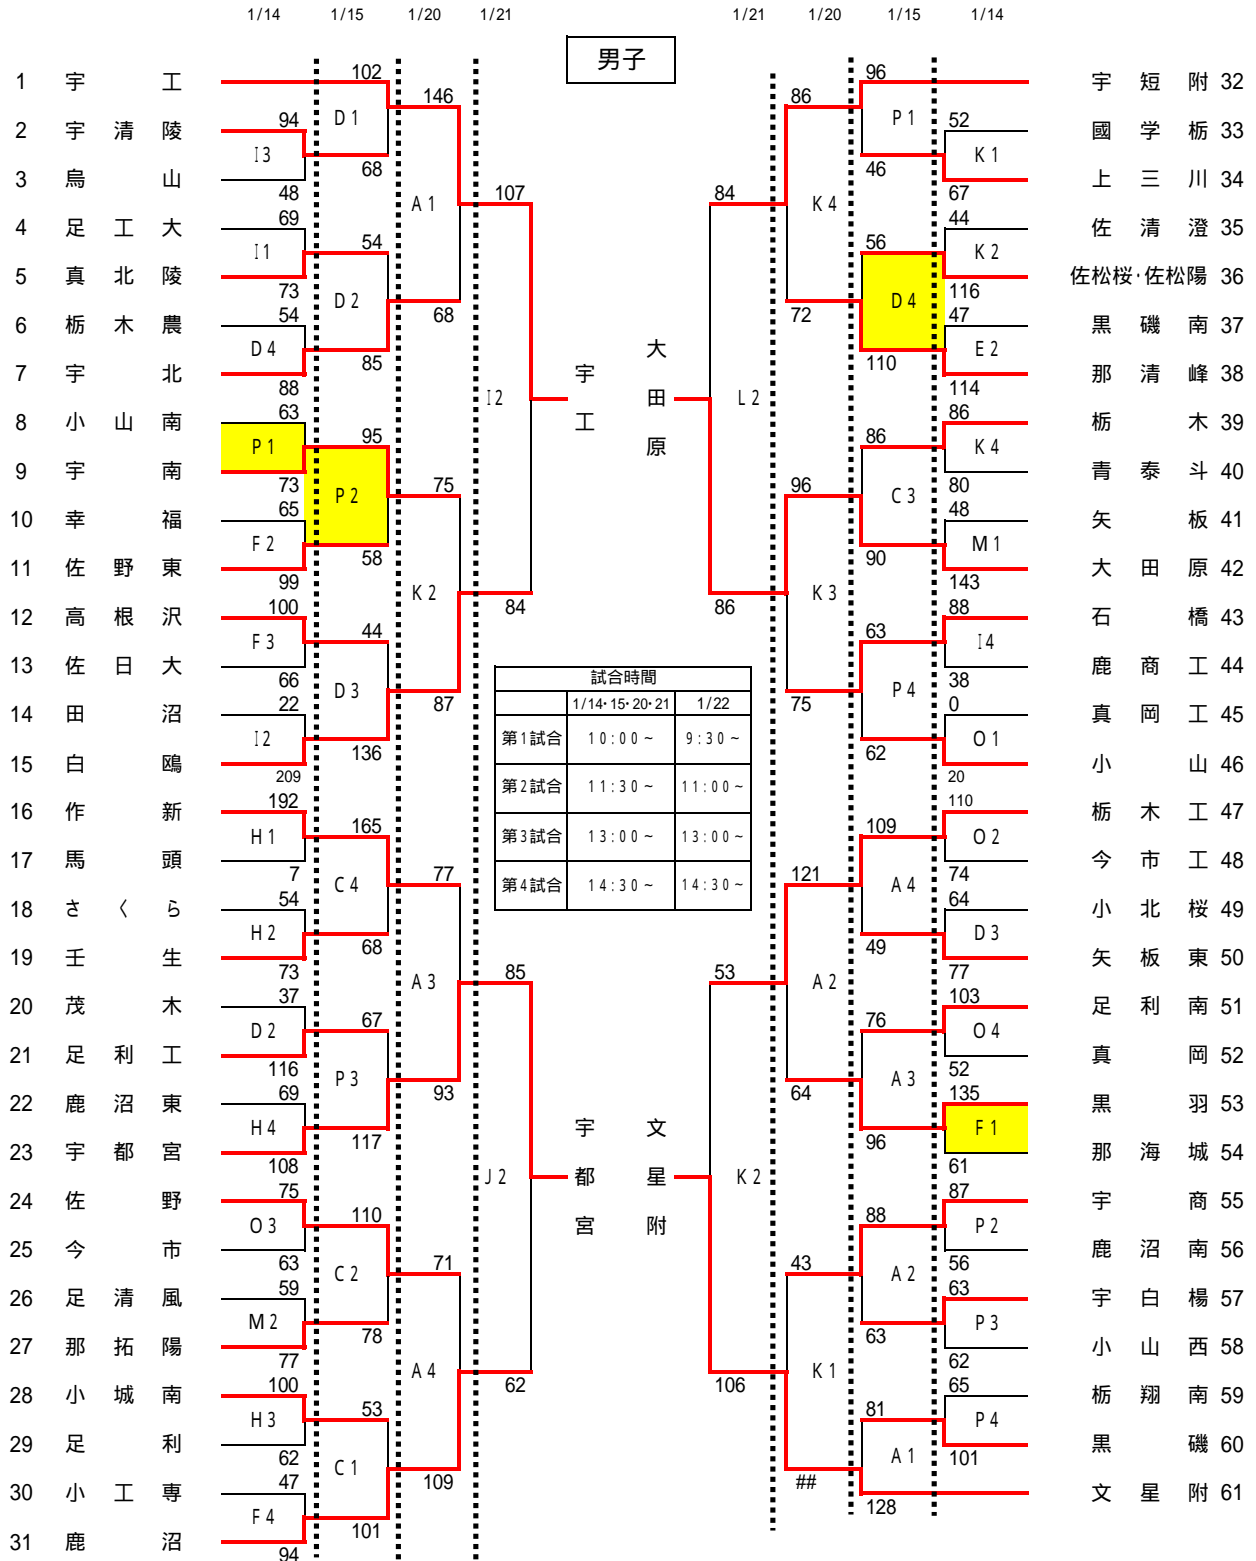 1/14 1/15 1/20 1/21 1/21 1/20 1/15 1/14
男子
102 96
1 宇工 146 86 宇短附 32
94 D1 P1 52
2 宇清陵 國学栃 33
I3 68 46 K1
3 烏山 上三川 34
48 A1 107 84 K4 67
69 44
4 足工大 佐清澄 35
I1 54 56 K2
5 真北陵 佐松桜・佐松陽 36
73 D2 D4 116
54 68 72 47
6 栃木農 黒磯南 37
D4 85 110 E2
7 宇北 那清峰 38
88 I2 宇工 大田原 L2 114
63 86
8 小山南 栃木 39
P1 95 86 K4
9 宇南 青泰斗 40
73 P2 75 96 C3 80
65 48
10 幸福 矢板 41
F2 58 90 M1
11 佐野東 大田原 42
99 K2 84 86 K3 143
100 88
12 高根沢 石橋 43
F3 44 63 I4
13 佐日大 鹿商工 44
66 D3 P4 38
試合時間
22 87 75 0
14 田沼 真岡工 45
1/14・15・20・21 1/22
I2 136 62 O1
第1試合 10:00~ 9:30~
15 白鴎 小山 46
209 20
第2試合 11:30~ 11:00~
192 110
16 作新 栃木工 47
H1 165 109 O2
第3試合 13:00~ 13:00~
17 馬頭 今市工 48
7 C4 77 121 A4 74
第4試合 14:30~ 14:30~
54 64
18 さくら 小北桜 49
H2 68 49 D3
19 壬生 矢板東 50
73 A3 85 53 A2 77
37 103
20 茂木 足利南 51
D2 67 76 O4
21 足利工 真岡 52
116 P3 A3 52
69 93 64 135
22 鹿沼東 黒羽 53
H4 117 96 F1
23 宇都宮 那海城 54
108 J2 宇都宮 文星附 K2 61
75 87
24 佐野 宇商 55
O3 110 88 P2
25 今市 鹿沼南 56
63 C2 71 43 A2 56
59 63
26 足清風 宇白楊 57
M2 78 63 P3
27 那拓陽 小山西 58
77 A4 62 106 K1 62
100 65
28 小城南 栃翔南 59
H3 53 81 P4
29 足利 黒磯 60
62 C1 A1 101
47 109 ##
30 小工専 文星附 61
F4 101 128
31 鹿沼
94